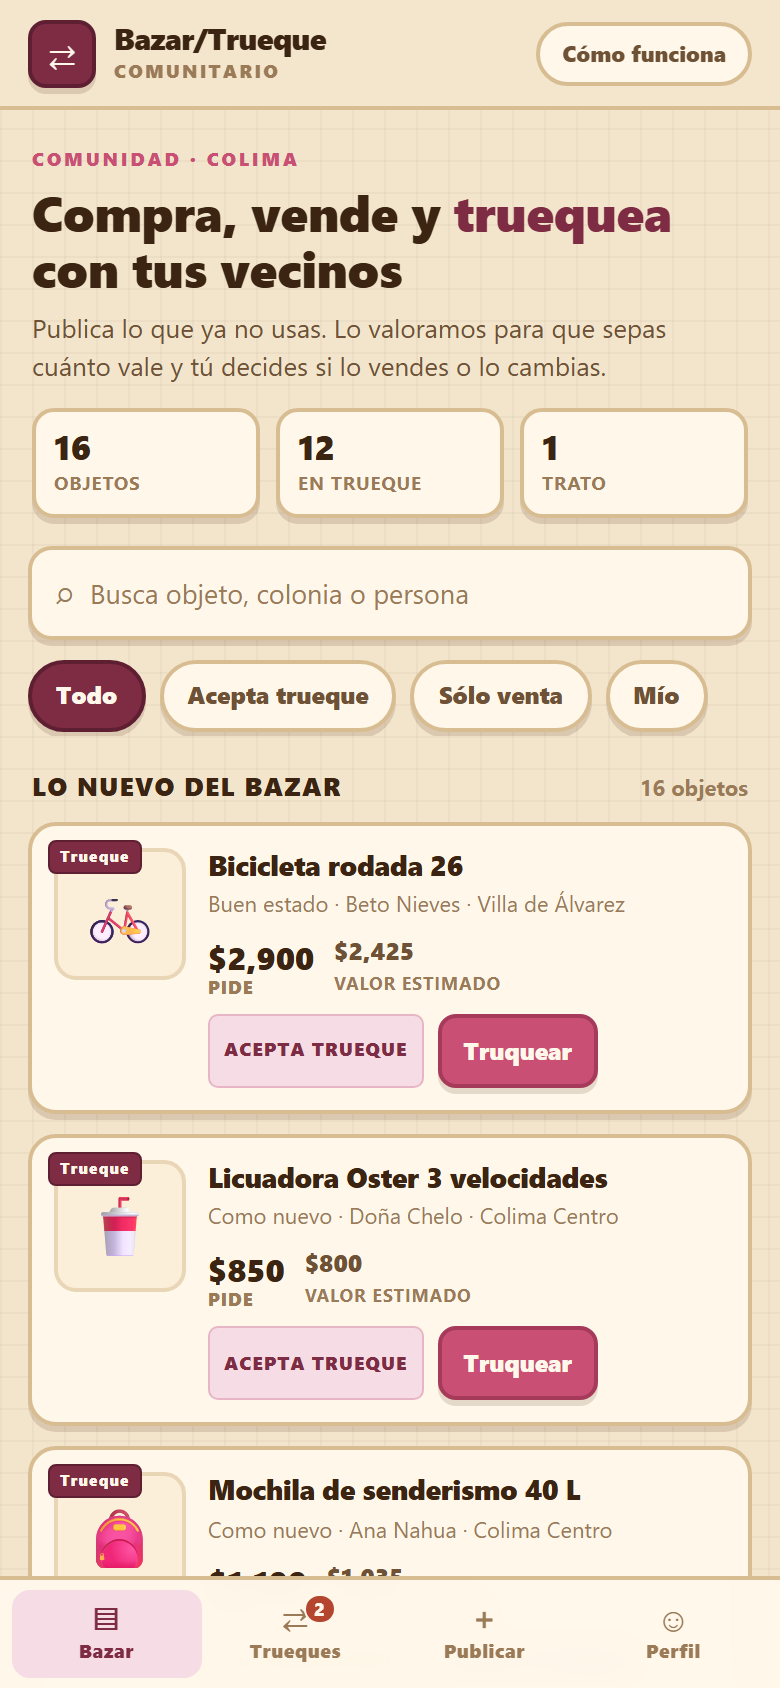 Bazar/Trueque
COMUNITARIO
Cómo funciona
COMUNIDAD · COLIMA
Compra, vende y truequea
con tus vecinos
Publica lo que ya no usas. Lo valoramos para que sepas
cuánto vale y tú decides si lo vendes o lo cambias.
16
OBJETOS
12
EN TRUEQUE
1
TRATO
Busca objeto, colonia o persona
Todo
Acepta trueque
Sólo venta
Mío
LO NUEVO DEL BAZAR
16 objetos
Trueque
Bicicleta rodada 26
Buen estado · Beto Nieves · Villa de Álvarez
$2,900
PIDE
$2,425
VALOR ESTIMADO
ACEPTA TRUEQUE
Truquear
Trueque
Licuadora Oster 3 velocidades
Como nuevo · Doña Chelo · Colima Centro
$850
PIDE
$800
VALOR ESTIMADO
ACEPTA TRUEQUE
Truquear
Trueque
Mochila de senderismo 40 L
Como nuevo · Ana Nahua · Colima Centro
Bazar
2
Trueques
Publicar
Perfil